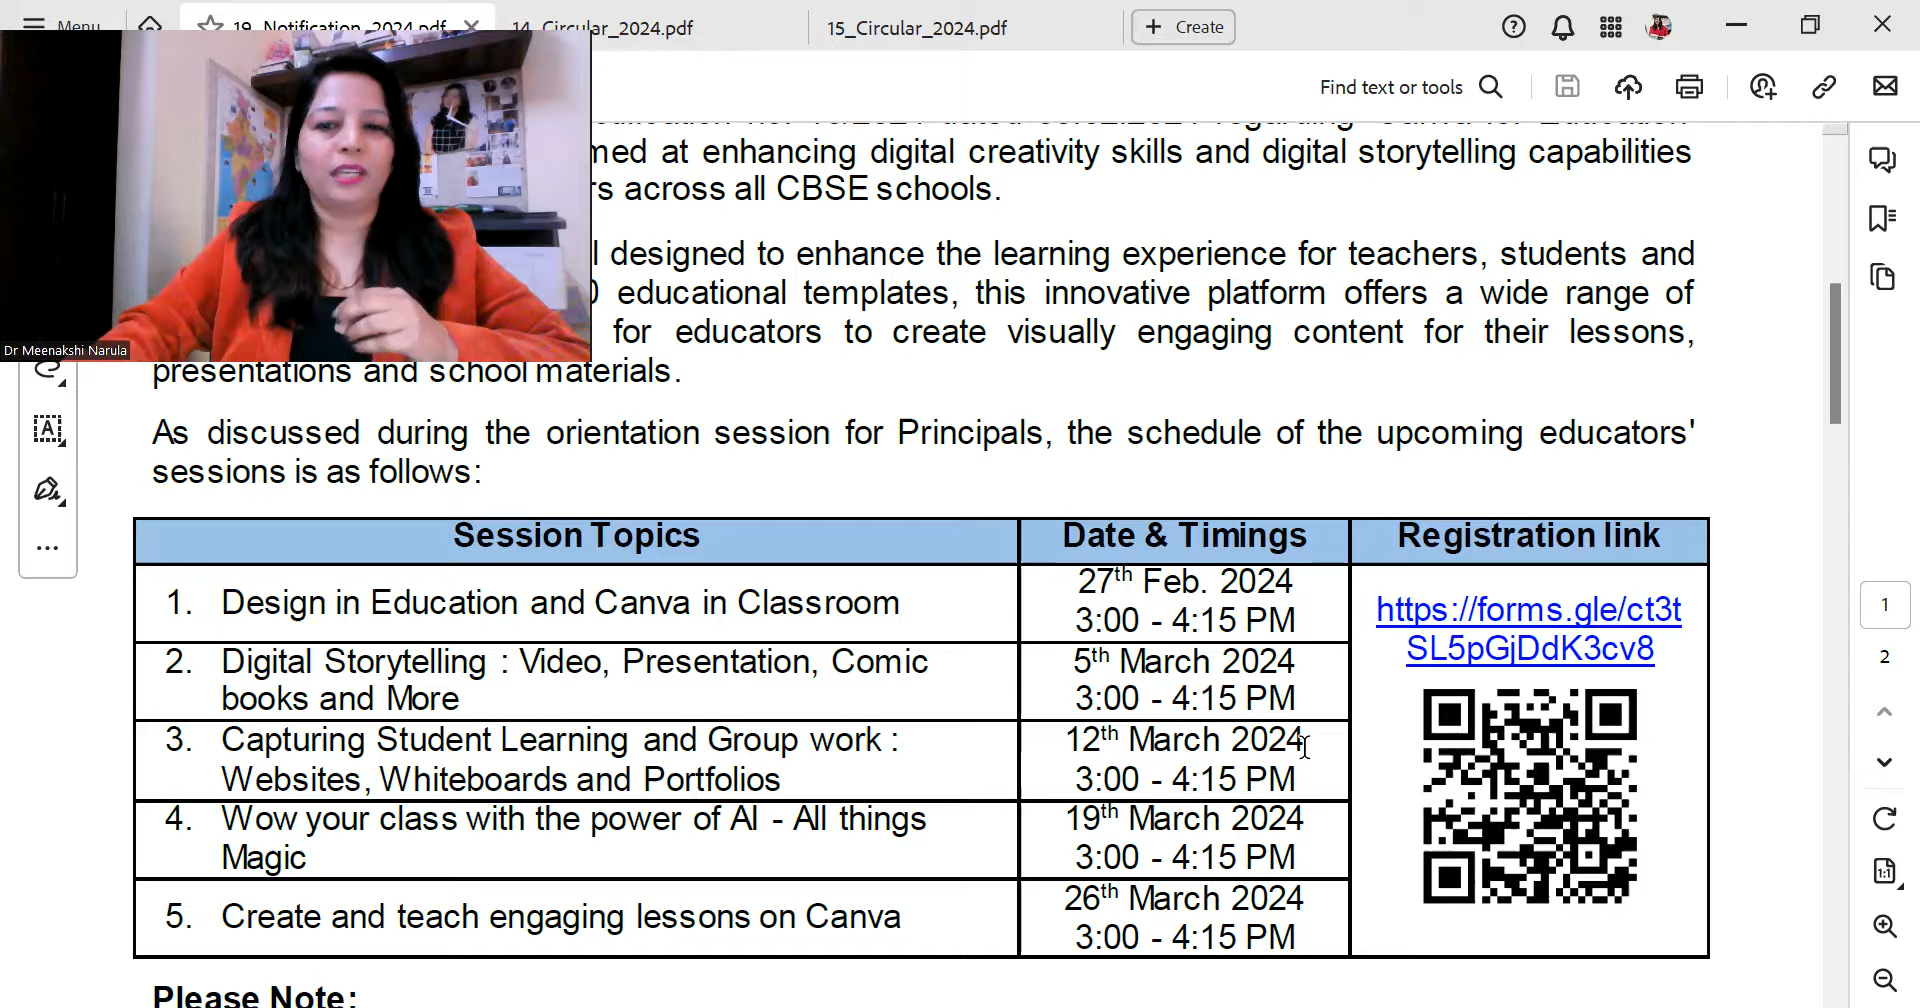 Menu
19_Notification_2024.pdf
14_Circular_2024.pdf
15_Circular_2024.pdf
Create
Find text or tools
Dr Meenakshi Narula
at enhancing digital creativity skills and digital storytelling capabilities
across all CBSE schools.
designed to enhance the learning experience for teachers, students and
educational templates, this innovative platform offers a wide range of
for educators to create visually engaging content for their lessons,
presentations and school materials.
As discussed during the orientation session for Principals, the schedule of the upcoming educators'
sessions is as follows:
Session Topics
Date & Timings
Registration link
1. Design in Education and Canva in Classroom
27th Feb. 2024
3:00 - 4:15 PM
https://forms.gle/ct3t
SL5pGjDdK3cv8
2. Digital Storytelling : Video, Presentation, Comic
books and More
5th March 2024
3:00 - 4:15 PM
3. Capturing Student Learning and Group work :
Websites, Whiteboards and Portfolios
12th March 2024
3:00 - 4:15 PM
4. Wow your class with the power of AI - All things
Magic
19th March 2024
3:00 - 4:15 PM
5. Create and teach engaging lessons on Canva
26th March 2024
3:00 - 4:15 PM
Please Note:
1
2
1:1